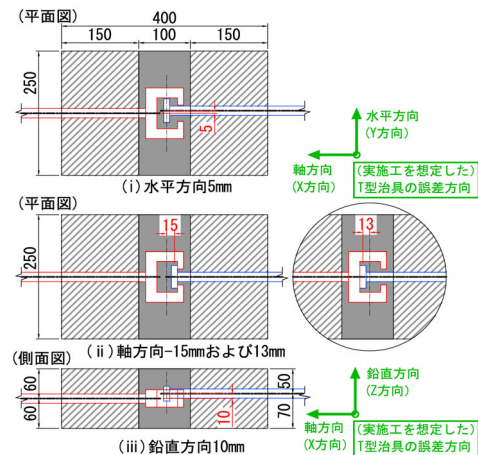 (平面図)
400
150
100
150
250
5
(ⅰ)水平方向5mm
水平方向
(Y方向)
軸方向
(X方向)
(実施工を想定した)
T型治具の誤差方向
(平面図)
250
15
13
(ⅱ)軸方向-15mmおよび13mm
(側面図)
60
60
10
50
70
(ⅲ)鉛直方向10mm
鉛直方向
(Z方向)
軸方向
(X方向)
(実施工を想定した)
T型治具の誤差方向